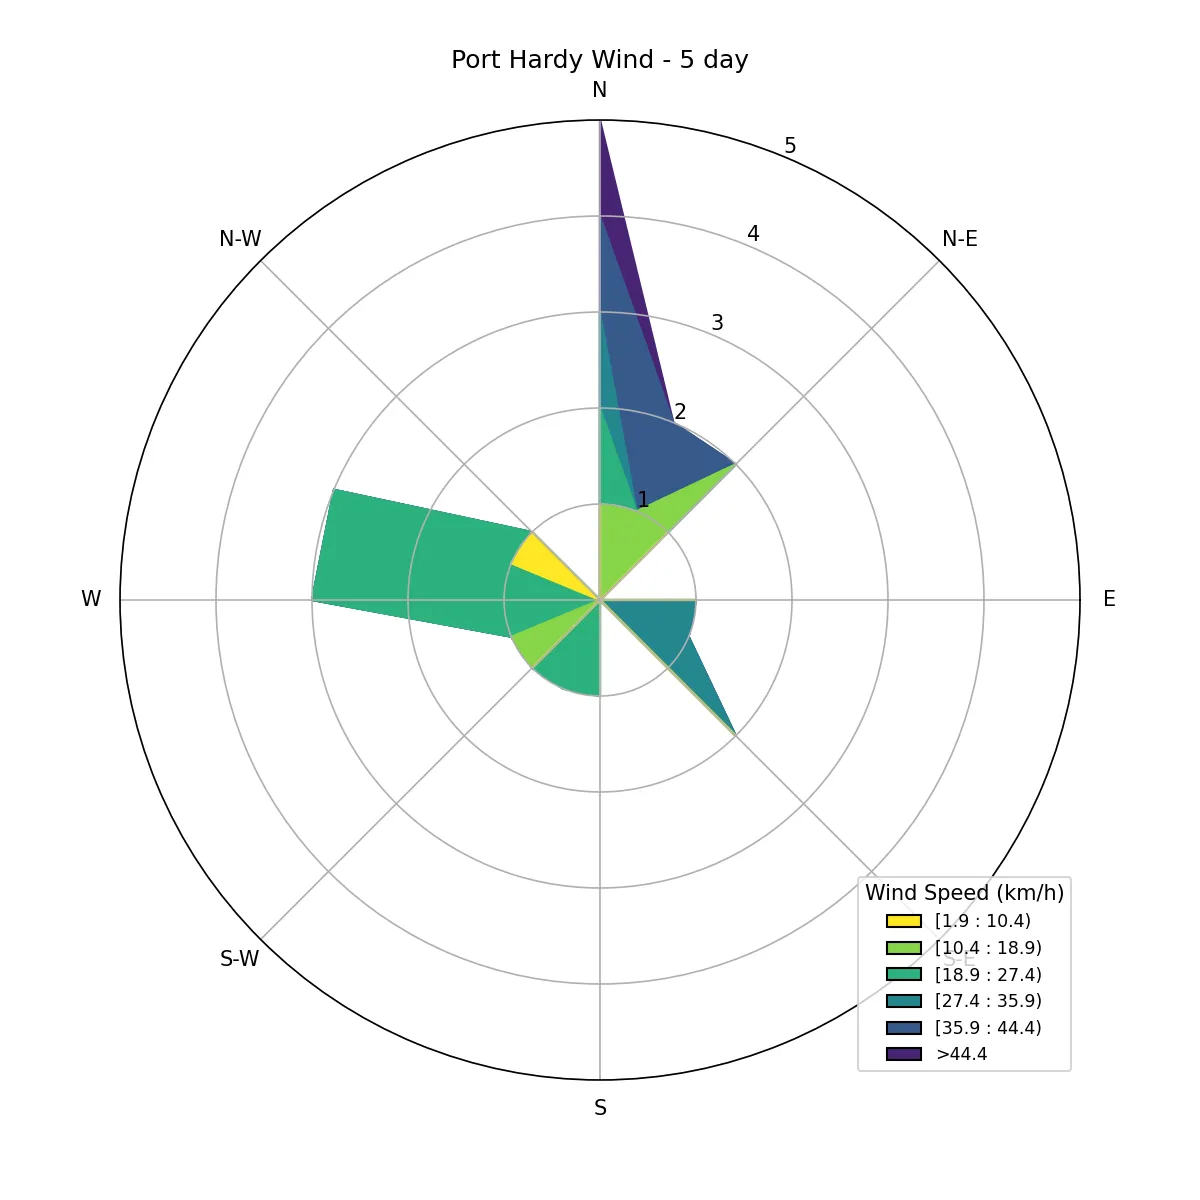 Port Hardy Wind - 5 day
N
5
N-W
4
N-E
3
2
1
W
E
S-W
S-E
S
Wind Speed (km/h)
[1.9 : 10.4)
[10.4 : 18.9)
[18.9 : 27.4)
[27.4 : 35.9)
[35.9 : 44.4)
>44.4